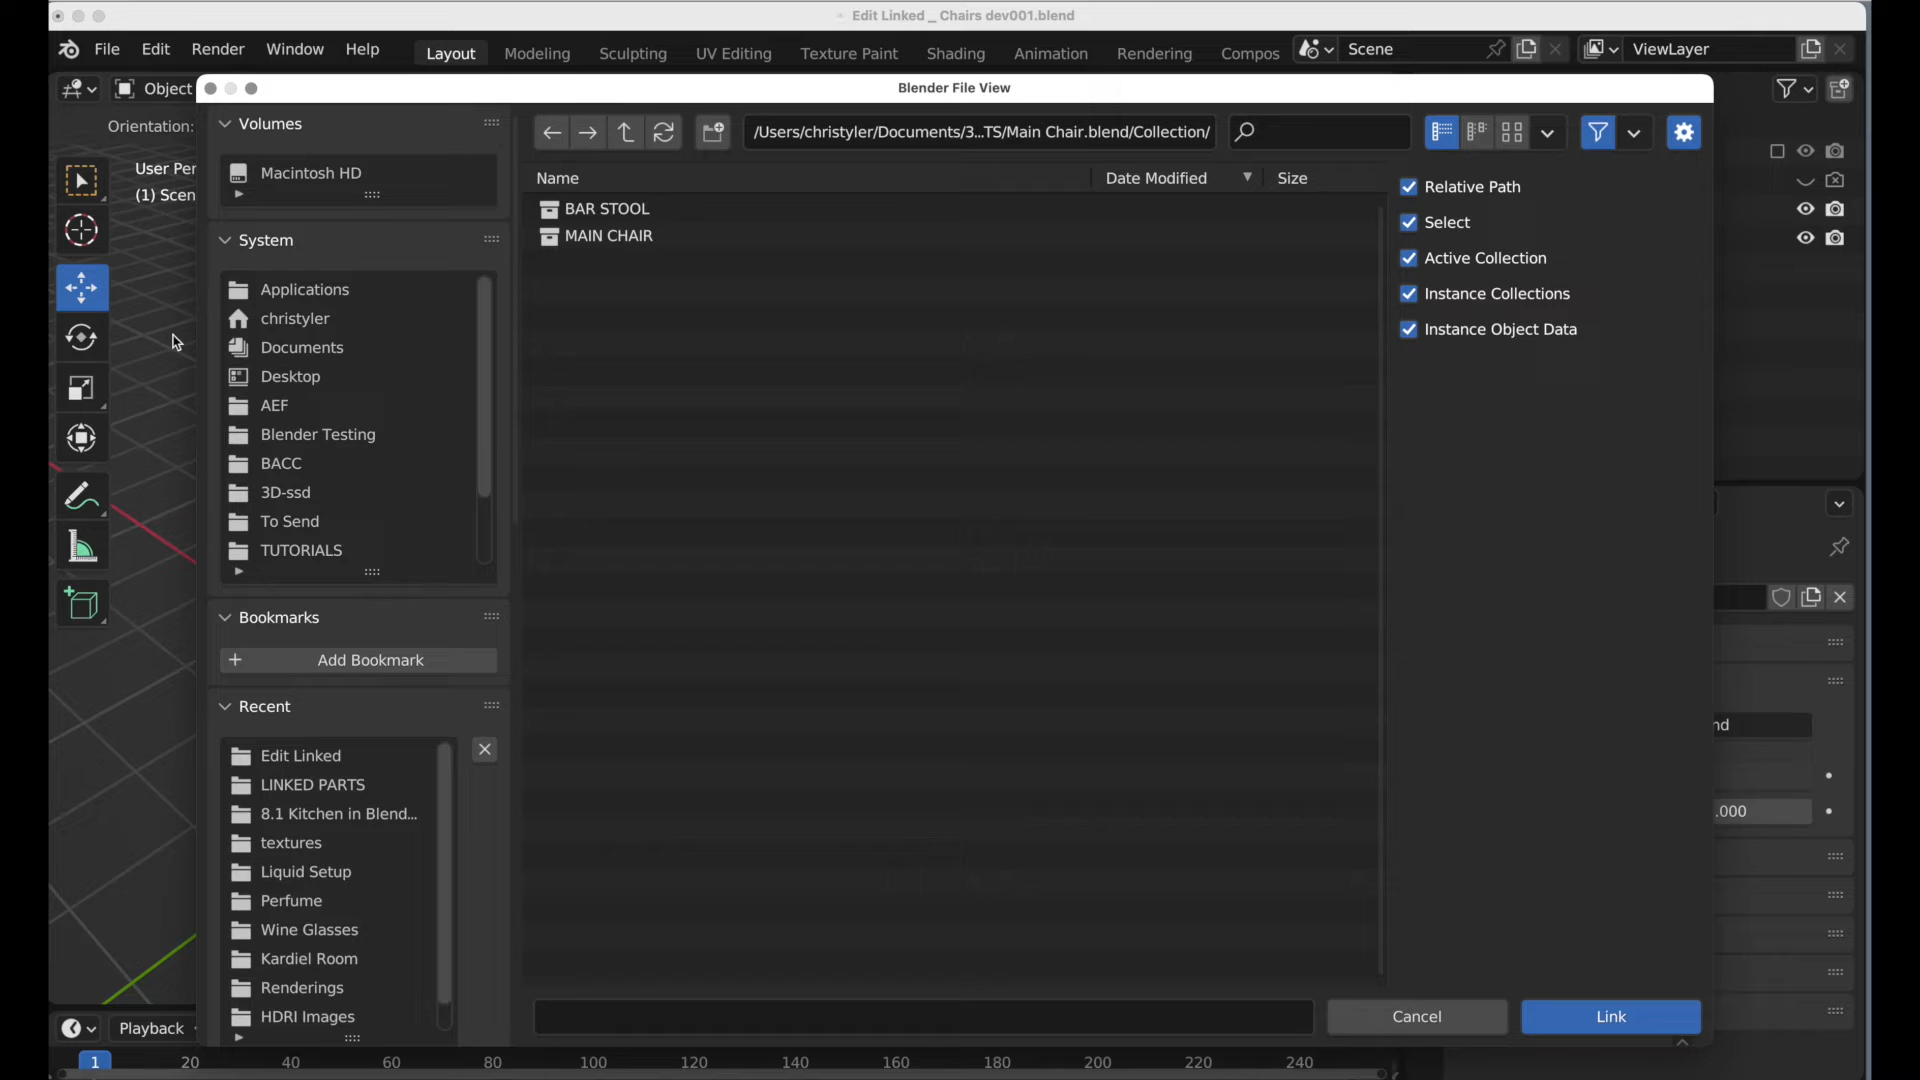 Edit Linked _ Chairs dev001.blend
File Edit Render Window Help Layout Modeling Sculpting UV Editing Texture Paint Shading Animation Rendering Compos Scene ViewLayer
Object
Blender File View
Orientation:
User Per
(1) Scen
Volumes
Macintosh HD
System
Applications
christyler
Documents
Desktop
AEF
Blender Testing
BACC
3D-ssd
To Send
TUTORIALS
Bookmarks
Add Bookmark
Recent
Edit Linked
LINKED PARTS
8.1 Kitchen in Blend...
textures
Liquid Setup
Perfume
Wine Glasses
Kardiel Room
Renderings
HDRI Images
/Users/christyler/Documents/3...TS/Main Chair.blend/Collection/
Name Date Modified Size
BAR STOOL
MAIN CHAIR
Relative Path
Select
Active Collection
Instance Collections
Instance Object Data
nd
.000
Cancel Link
Playback
1 20 40 60 80 100 120 140 160 180 200 220 240